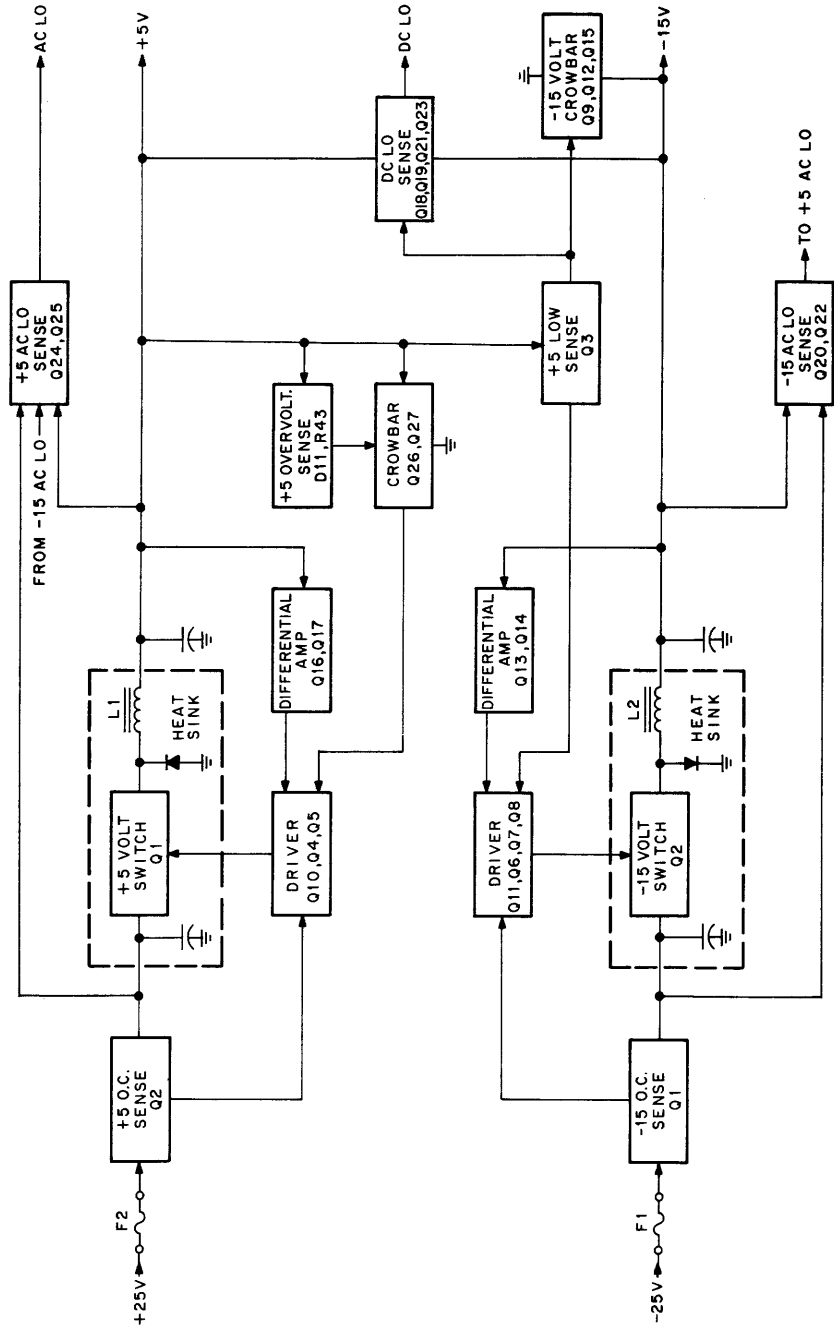 +25V
F2
+5 O.C.
SENSE
Q2
+5 VOLT
SWITCH
Q1
L1
HEAT
SINK
DRIVER
Q10,Q4,Q5
DIFFERENTIAL
AMP
Q16,Q17
FROM -15 AC LO
+5 AC LO
SENSE
Q24,Q25
AC LO
+5V
+5 OVERVOLT.
SENSE
D11,R43
CROWBAR
Q26,Q27
DC LO
SENSE
Q18,Q19,Q21,Q23
DC LO
+5 LOW
SENSE
Q3
-15 VOLT
CROWBAR
Q9,Q12,Q15
-15V
-25V
F1
-15 O.C.
SENSE
Q1
DRIVER
Q11,Q6,Q7,Q8
DIFFERENTIAL
AMP
Q13,Q14
-15 VOLT
SWITCH
Q2
L2
HEAT
SINK
-15 AC LO
SENSE
Q20,Q22
TO +5 AC LO
11-1280